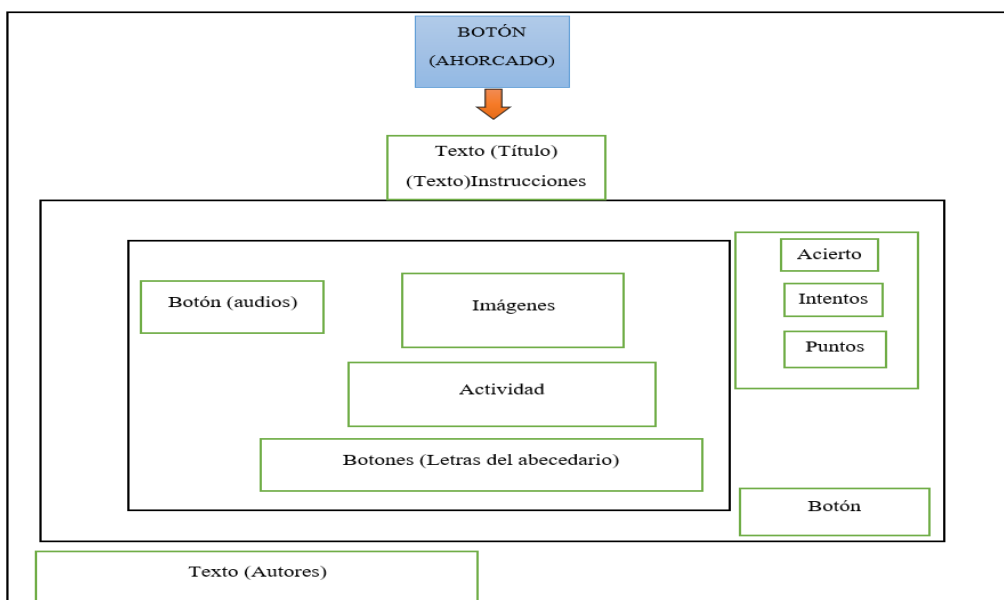 BOTÓN
(AHORCADO)
Texto (Título)
(Texto)Instrucciones
Botón (audios)
Imágenes
Actividad
Botones (Letras del abecedario)
Acierto
Intentos
Puntos
Botón
Texto (Autores)